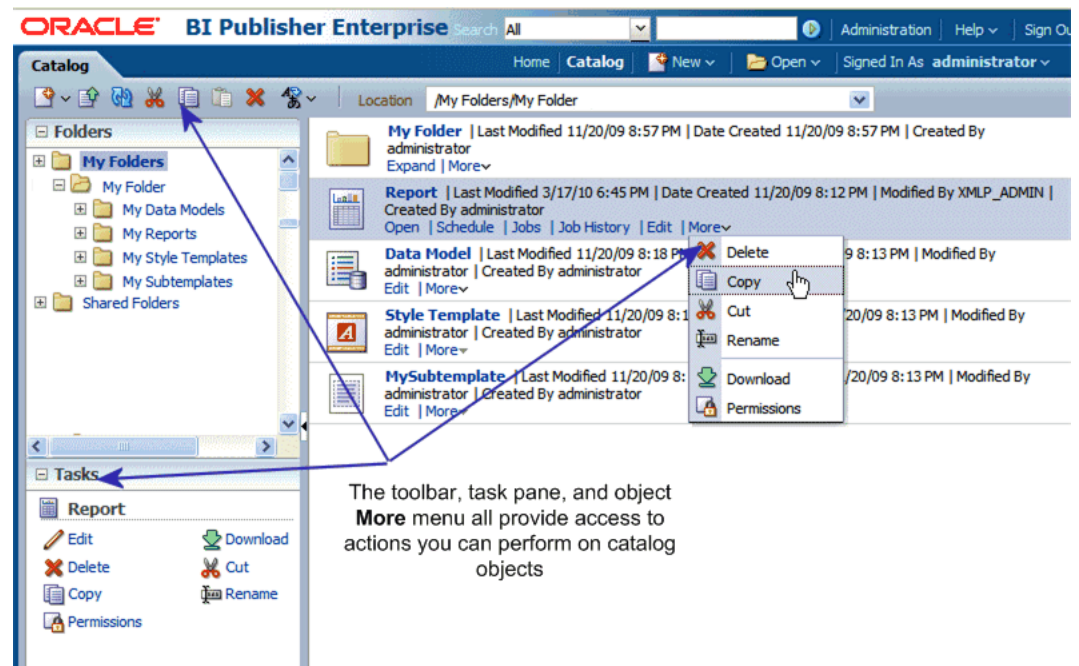 ORACLE BI Publisher Enterprise Search All Administration Help Sign Ou
Catalog Home Catalog New Open Signed In As administrator
Location /My Folders/My Folder
Folders
My Folders
My Folder
My Data Models
My Reports
My Style Templates
My Subtemplates
Shared Folders
My Folder | Last Modified 11/20/09 8:57 PM | Date Created 11/20/09 8:57 PM | Created By
administrator
Expand | More
Report | Last Modified 3/17/10 6:45 PM | Date Created 11/20/09 8:12 PM | Modified By XMLP_ADMIN |
Created By administrator
Open | Schedule | Jobs | Job History | Edit | More
Data Model | Last Modified 11/20/09 8:18 P 9 8:13 PM | Modified By
administrator | Created By administrator
Edit | More
Style Template | Last Modified 11/20/09 8:1 /20/09 8:13 PM | Modified By
administrator | Created By administrator
Edit | More
MySubtemplate | Last Modified 11/20/09 8: /20/09 8:13 PM | Modified By
administrator | Created By administrator
Edit | More
Delete
Copy
Cut
Rename
Download
Permissions
Tasks
Report
Edit Download
Delete Cut
Copy Rename
Permissions
The toolbar, task pane, and object
More menu all provide access to
actions you can perform on catalog
objects